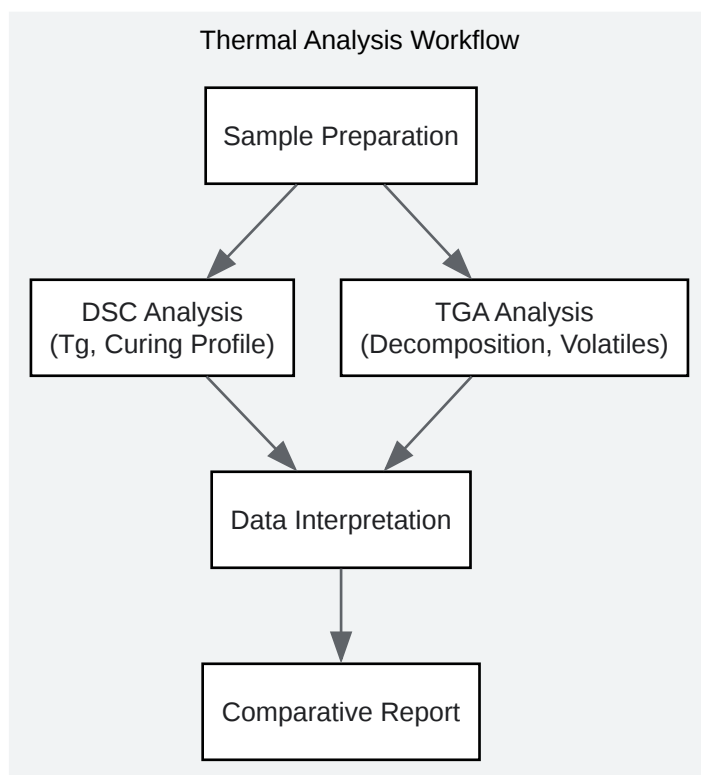 Thermal Analysis Workflow
Sample Preparation
DSC Analysis
(Tg, Curing Profile)
TGA Analysis
(Decomposition, Volatiles)
Data Interpretation
Comparative Report